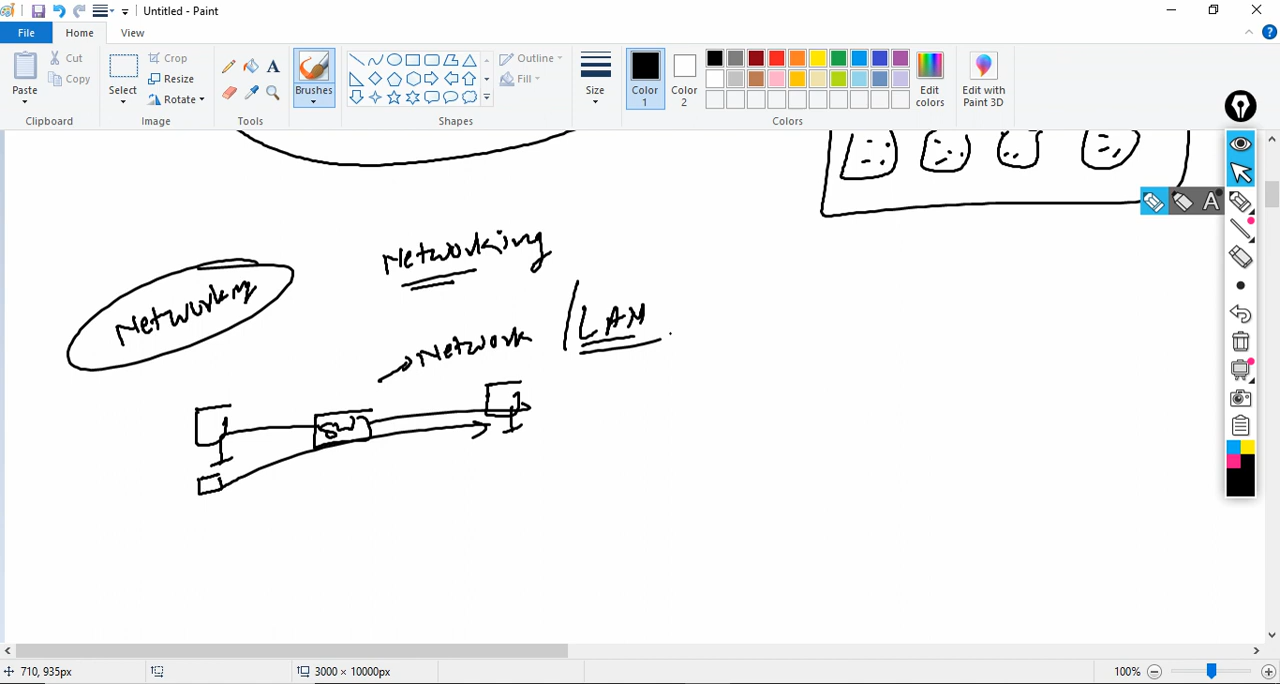 Untitled - Paint
File
Home
View
Paste
Cut
Copy
Clipboard
Select
Crop
Resize
Rotate
Image
Tools
A
Brushes
Shapes
Outline
Fill
Size
Color 1
Color 2
Colors
Edit colors
Edit with Paint 3D
A
Networking
Networking
Network
LAN
SW
710, 935px
3000 × 10000px
100%